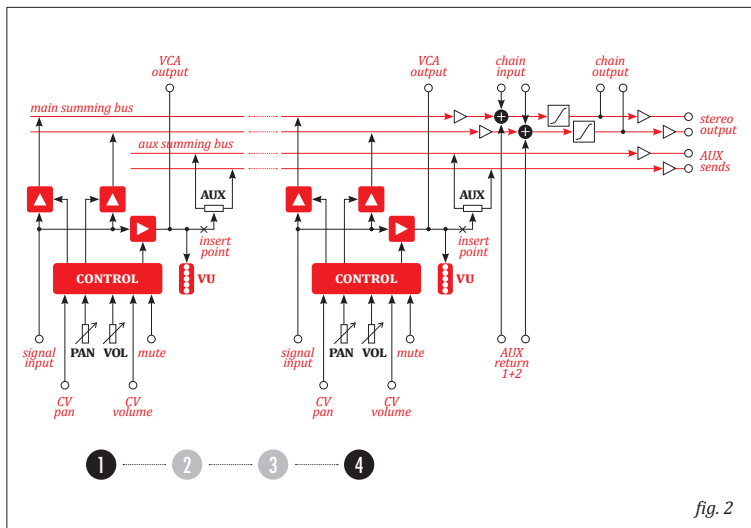 VCA
output
VCA
output
chain
input
chain
output
main summing bus
stereo
output
aux summing bus
AUX
sends
AUX
AUX
insert
point
insert
point
CONTROL
VU
CONTROL
VU
signal
input
PAN
VOL
mute
signal
input
PAN
VOL
mute
AUX
return
1+2
CV
pan
CV
volume
CV
pan
CV
volume
1
2
3
4
fig. 2